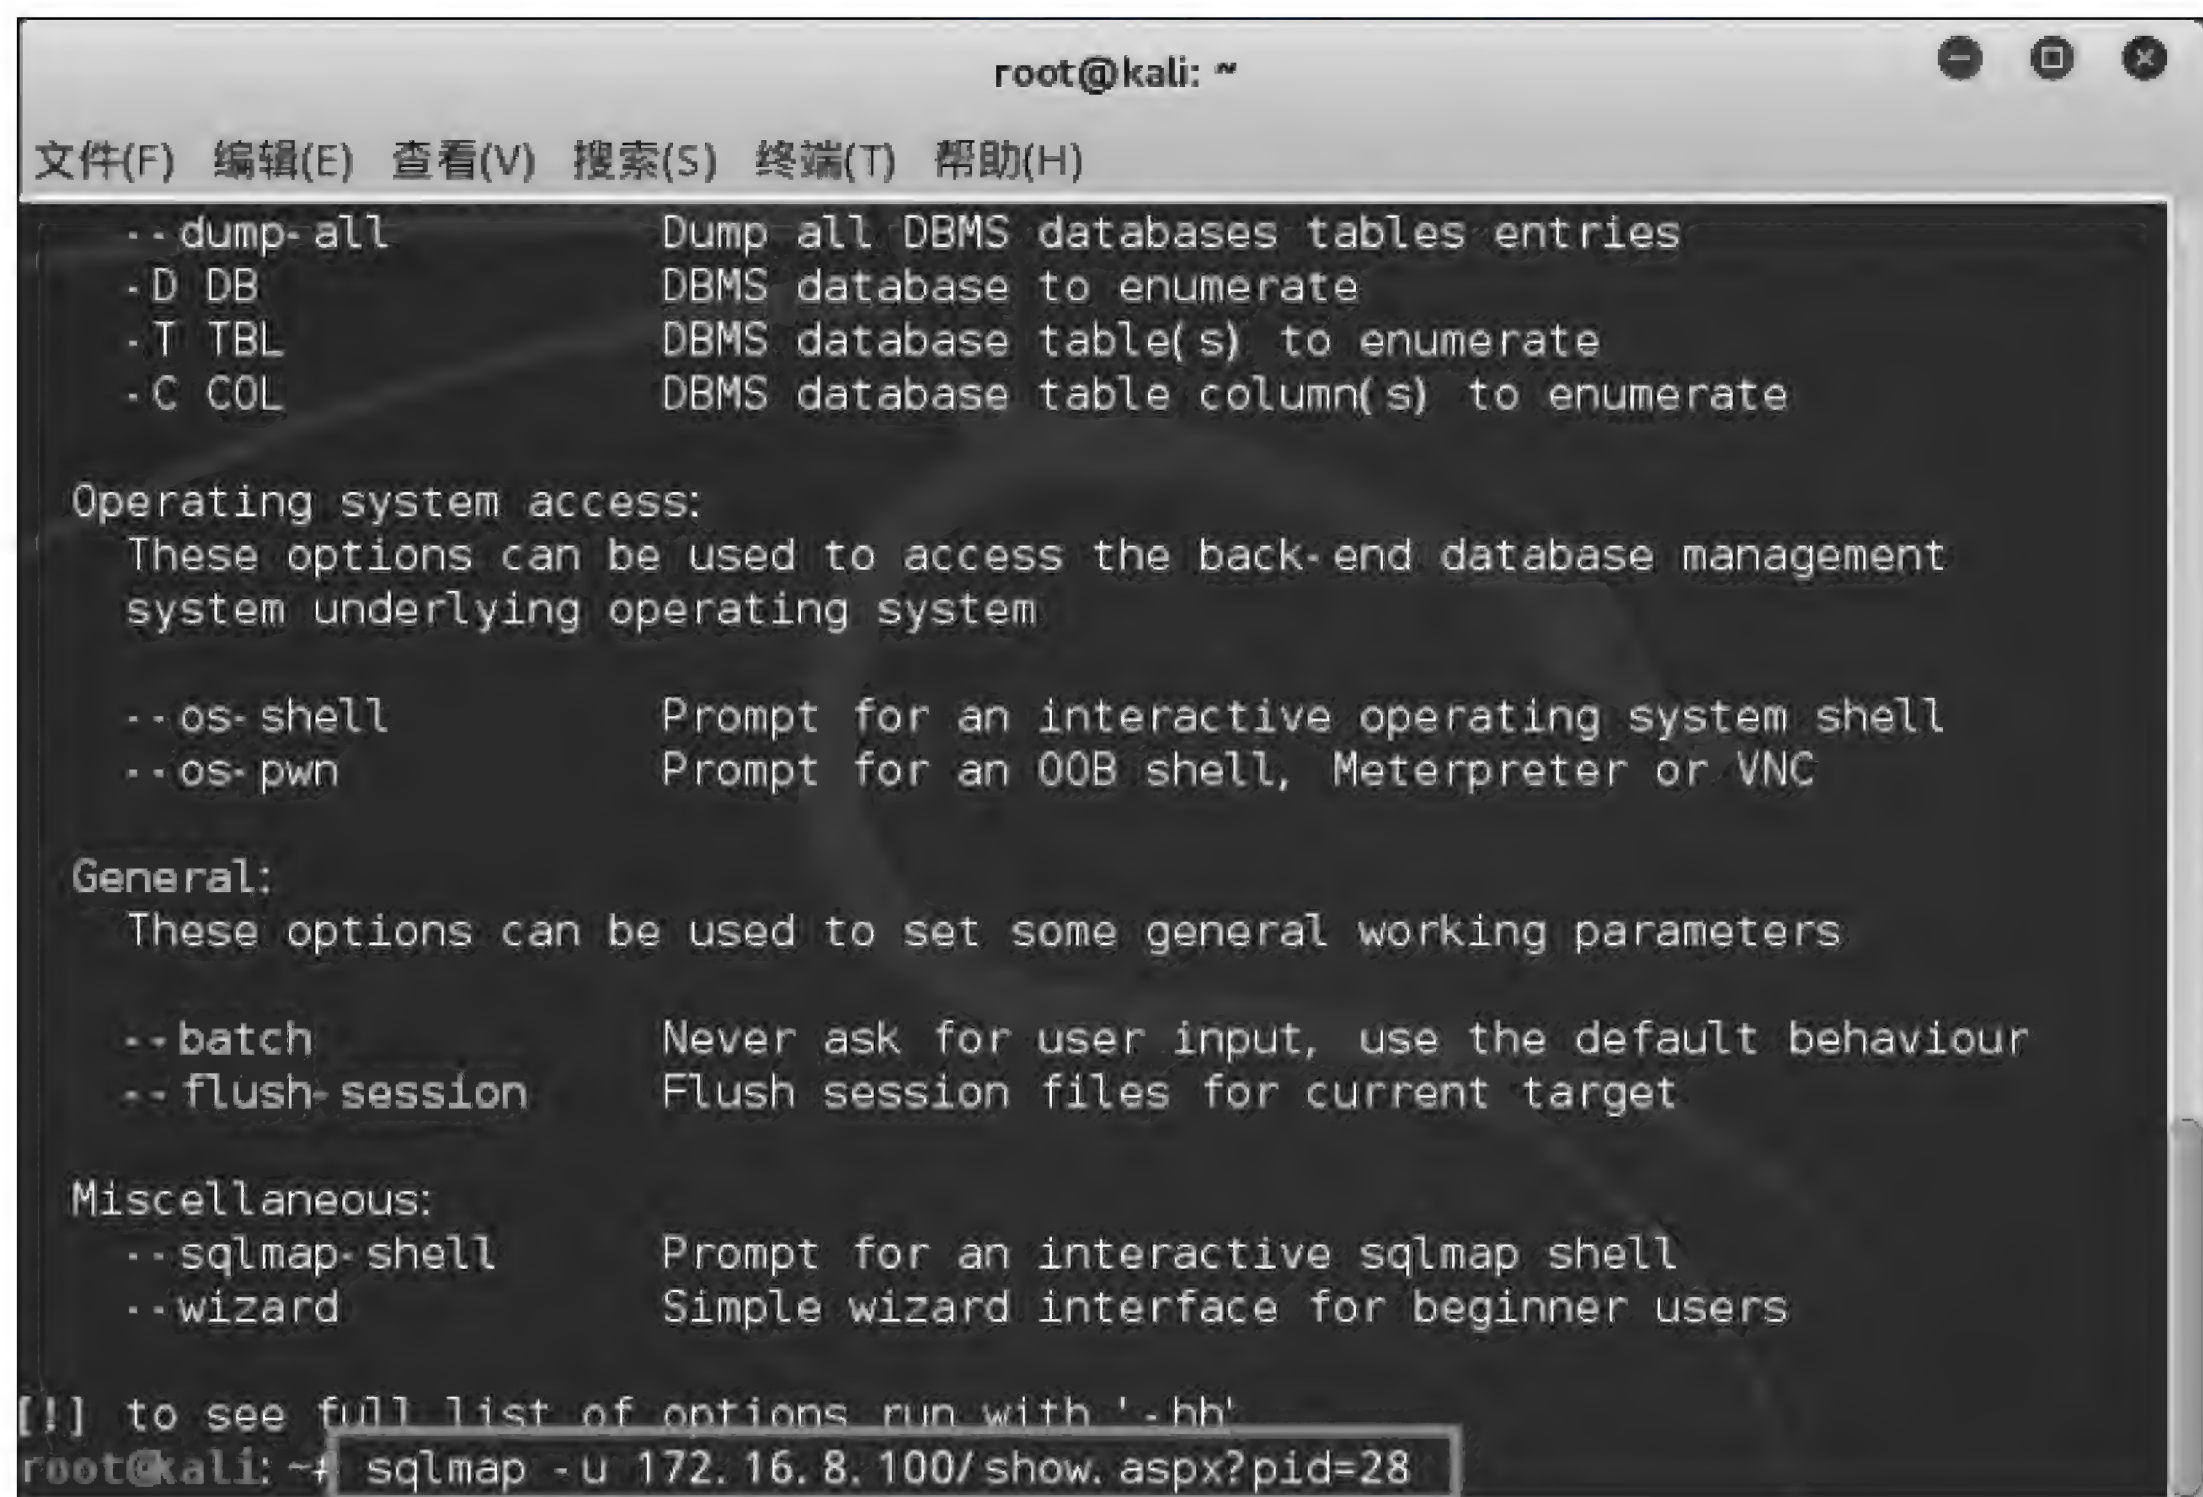 root@kali: ~
文件(F) 编辑(E) 查看(V) 搜索(S) 终端(T) 帮助(H)
--dump-all Dump all DBMS databases tables entries
-D DB DBMS database to enumerate
-T TBL DBMS database table(s) to enumerate
-C COL DBMS database table column(s) to enumerate
Operating system access:
These options can be used to access the back-end database management
system underlying operating system
--os-shell Prompt for an interactive operating system shell
--os-pwn Prompt for an OOB shell, Meterpreter or VNC
General:
These options can be used to set some general working parameters
--batch Never ask for user input, use the default behaviour
--flush-session Flush session files for current target
Miscellaneous:
--sqlmap-shell Prompt for an interactive sqlmap shell
--wizard Simple wizard interface for beginner users
[!] to see full list of options run with '-hh'
root@kali:~# sqlmap -u 172.16.8.100/show.aspx?pid=28